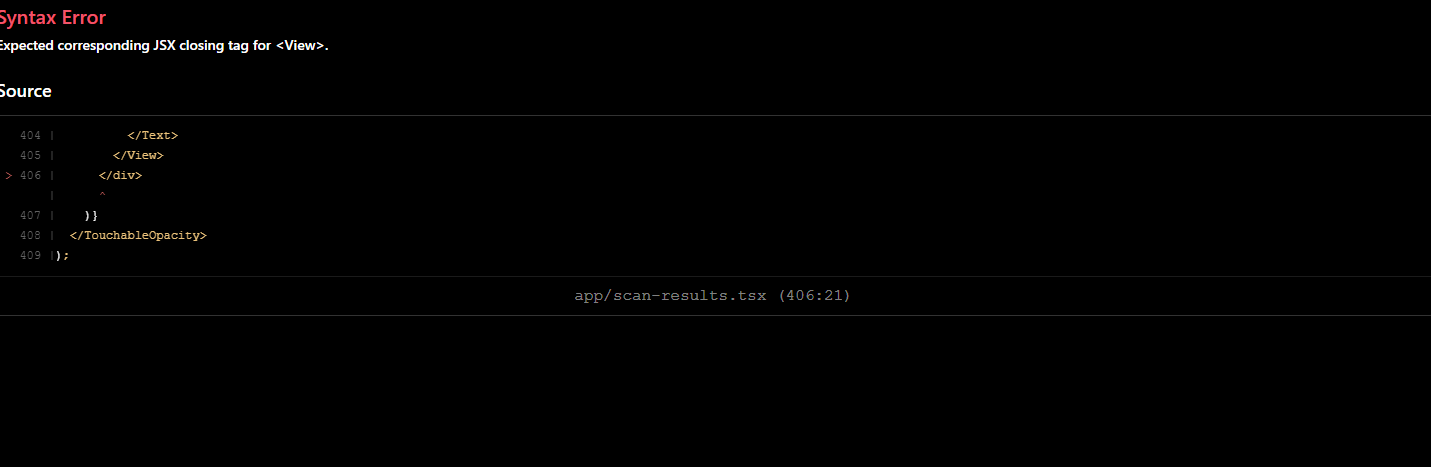 Syntax Error
Expected corresponding JSX closing tag for <View>.
Source
404 | </Text>
405 | </View>
> 406 | </div>
| ^
407 | )}
408 | </TouchableOpacity>
409 | );
app/scan-results.tsx (406:21)